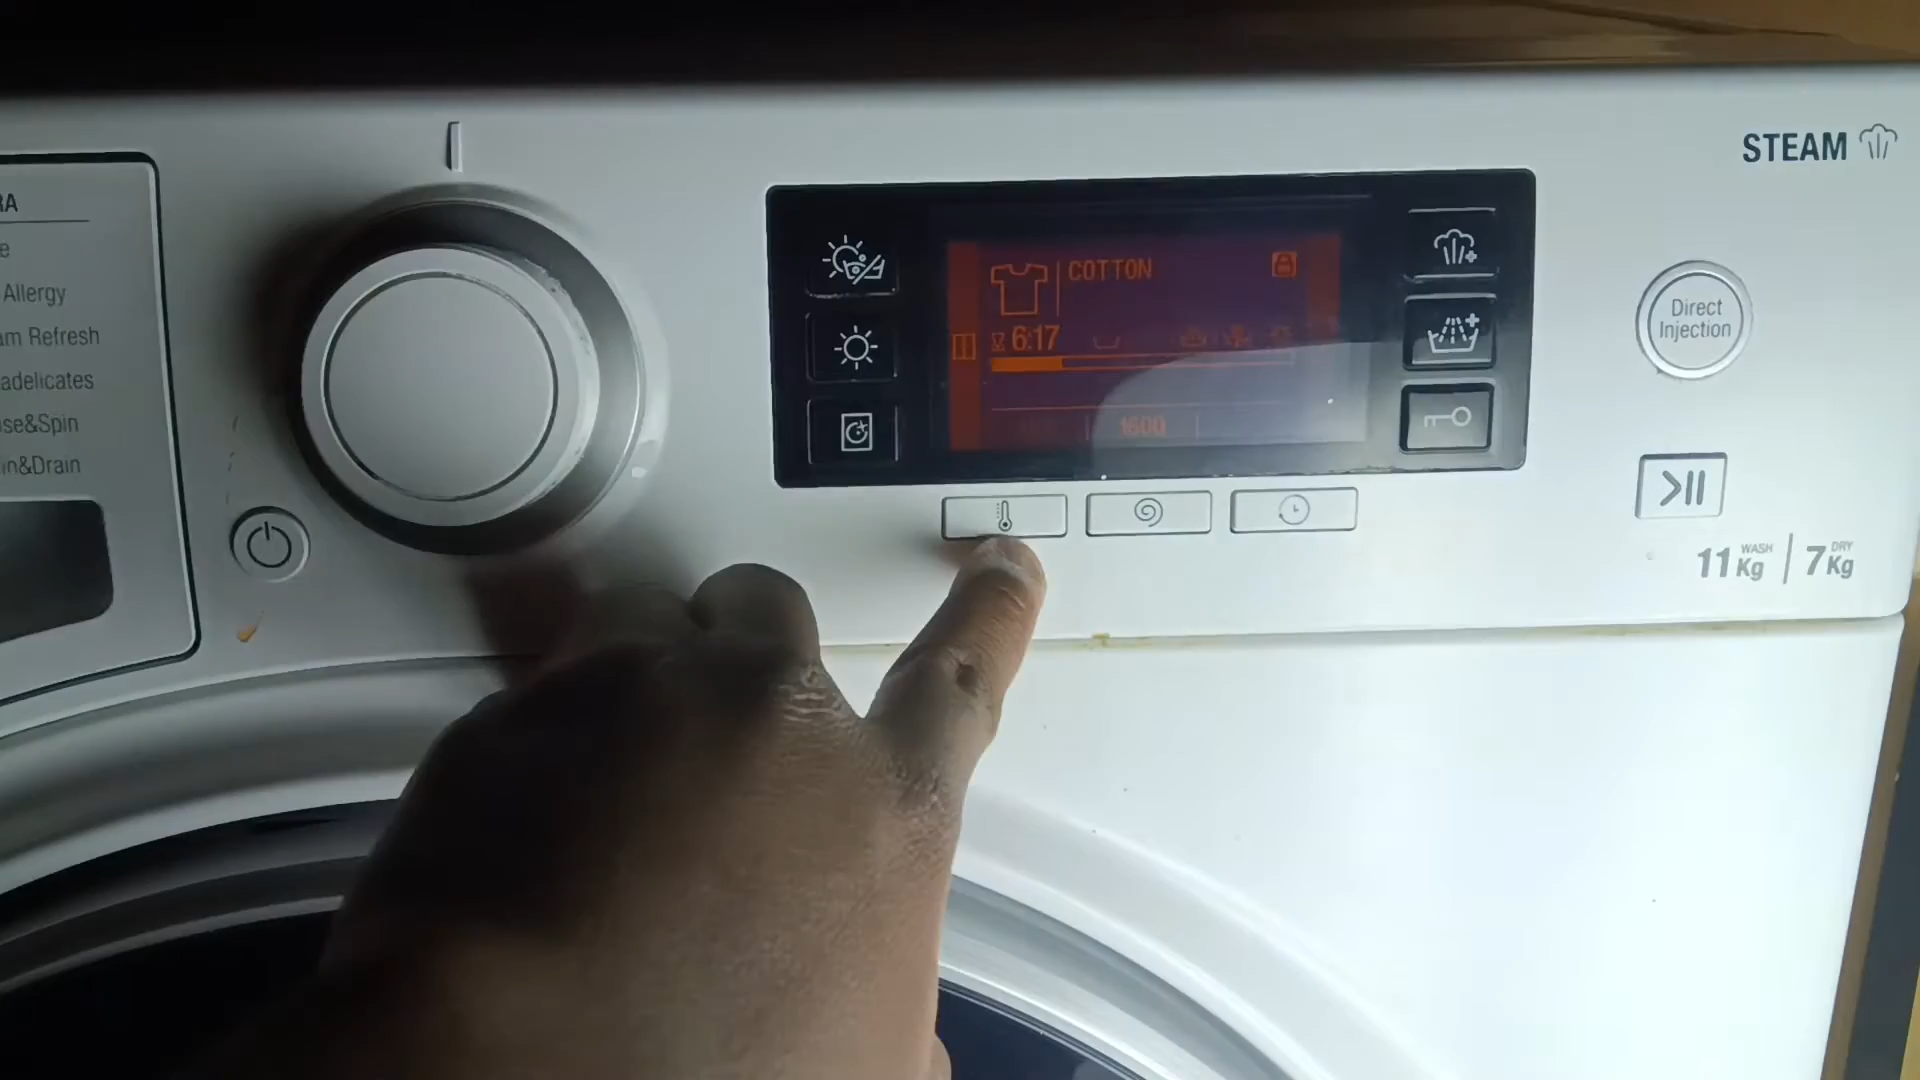 RA
e
Allergy
am Refresh
adelicates
se&Spin
in&Drain
COTTON
6:17
1600
STEAM
Direct
Injection
11 Kg WASH | 7 Kg DRY